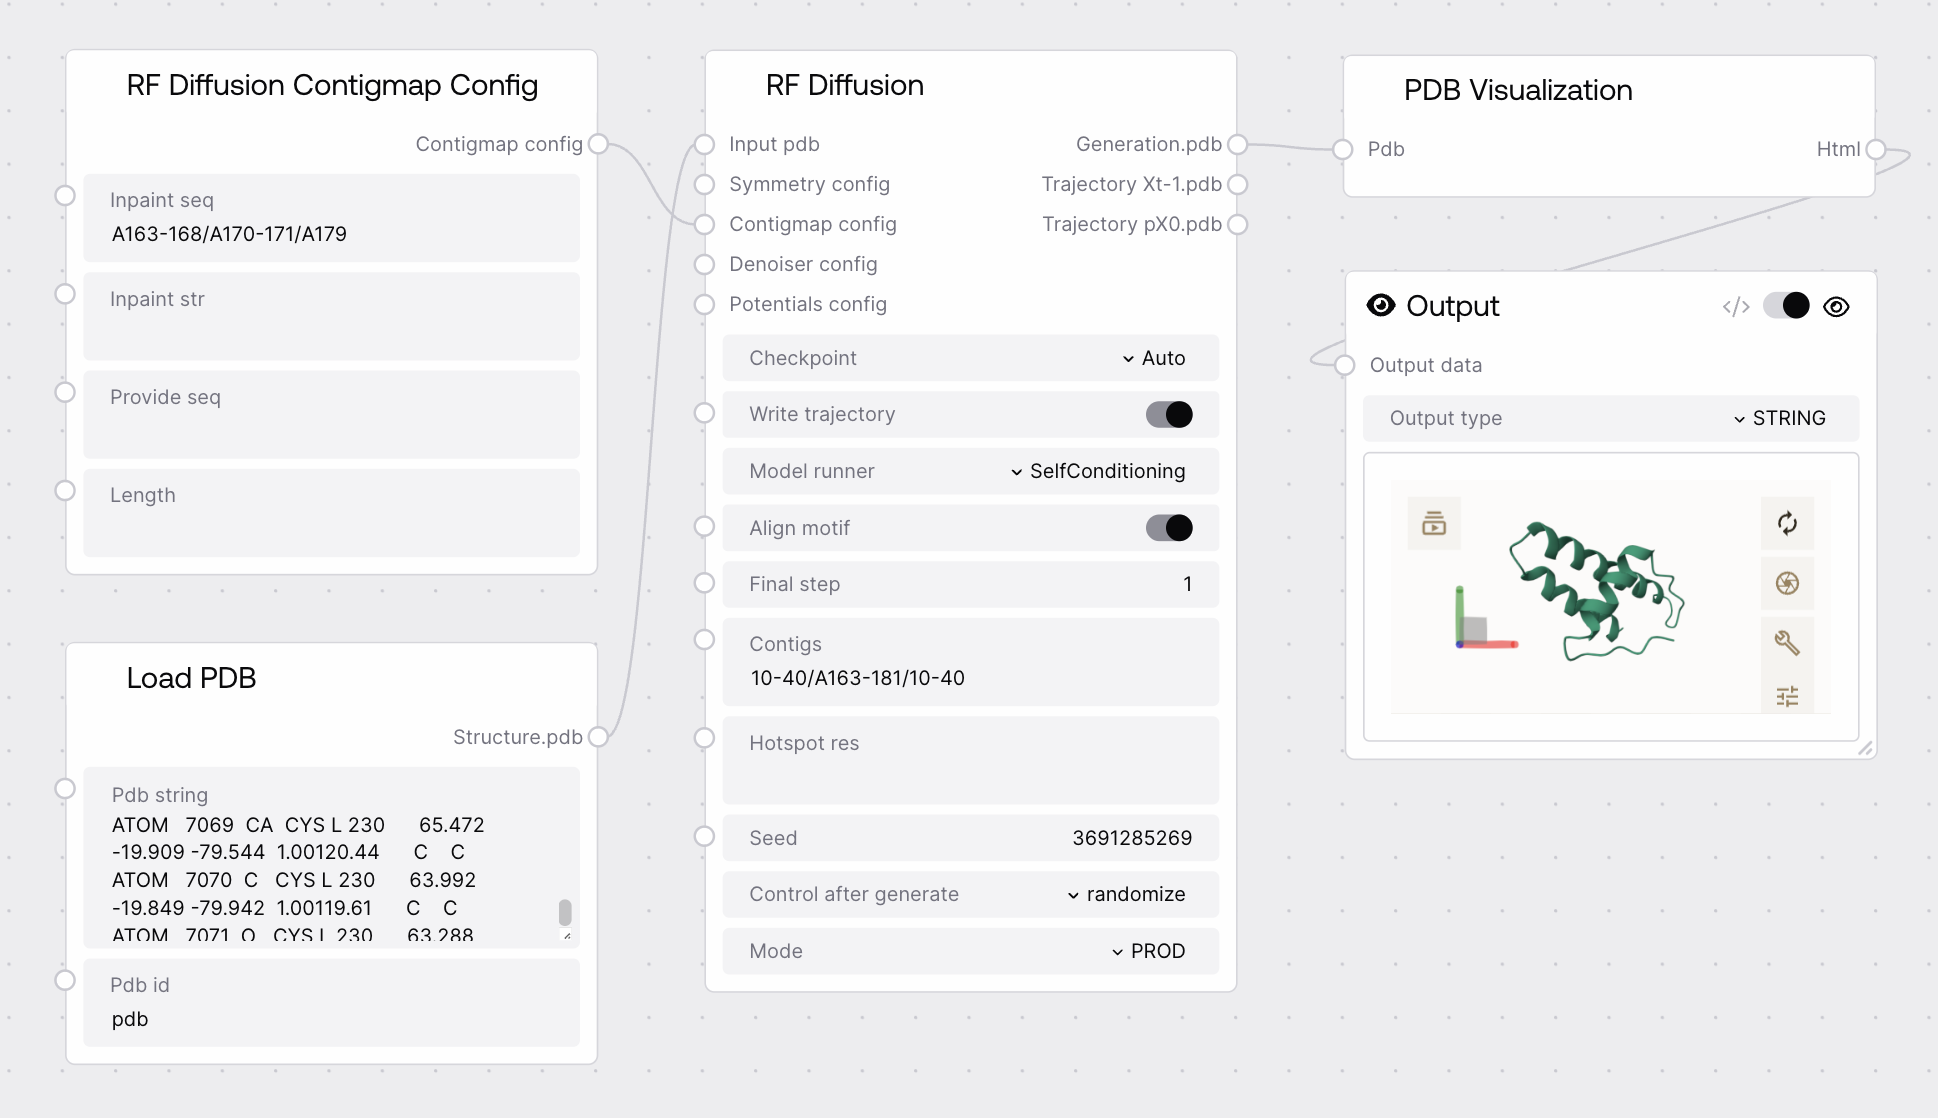 RF Diffusion Contigmap Config
Contigmap config
Inpaint seq
A163-168/A170-171/A179
Inpaint str
Provide seq
Length
Load PDB
Structure.pdb
Pdb string
ATOM 7069 CA CYS L 230 65.472
-19.909 -79.544 1.00120.44 C C
ATOM 7070 C CYS L 230 63.992
-19.849 -79.942 1.00119.61 C C
ATOM 7071 O CYS L 230 63.288
Pdb id
pdb
RF Diffusion
Input pdb
Generation.pdb
Symmetry config
Trajectory Xt-1.pdb
Contigmap config
Trajectory pX0.pdb
Denoiser config
Potentials config
Checkpoint
Auto
Write trajectory
Model runner
SelfConditioning
Align motif
Final step
1
Contigs
10-40/A163-181/10-40
Hotspot res
Seed
3691285269
Control after generate
randomize
Mode
PROD
PDB Visualization
Pdb
Html
Output
</>
Output data
Output type
STRING